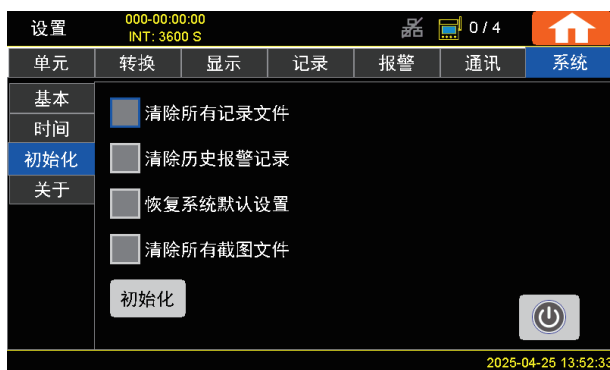 设置
000-00:00:00
INT: 3600 S
0 / 4
单元 转换 显示 记录 报警 通讯 系统
基本
时间
初始化
关于
清除所有记录文件
清除历史报警记录
恢复系统默认设置
清除所有截图文件
初始化
2025-04-25 13:52:33